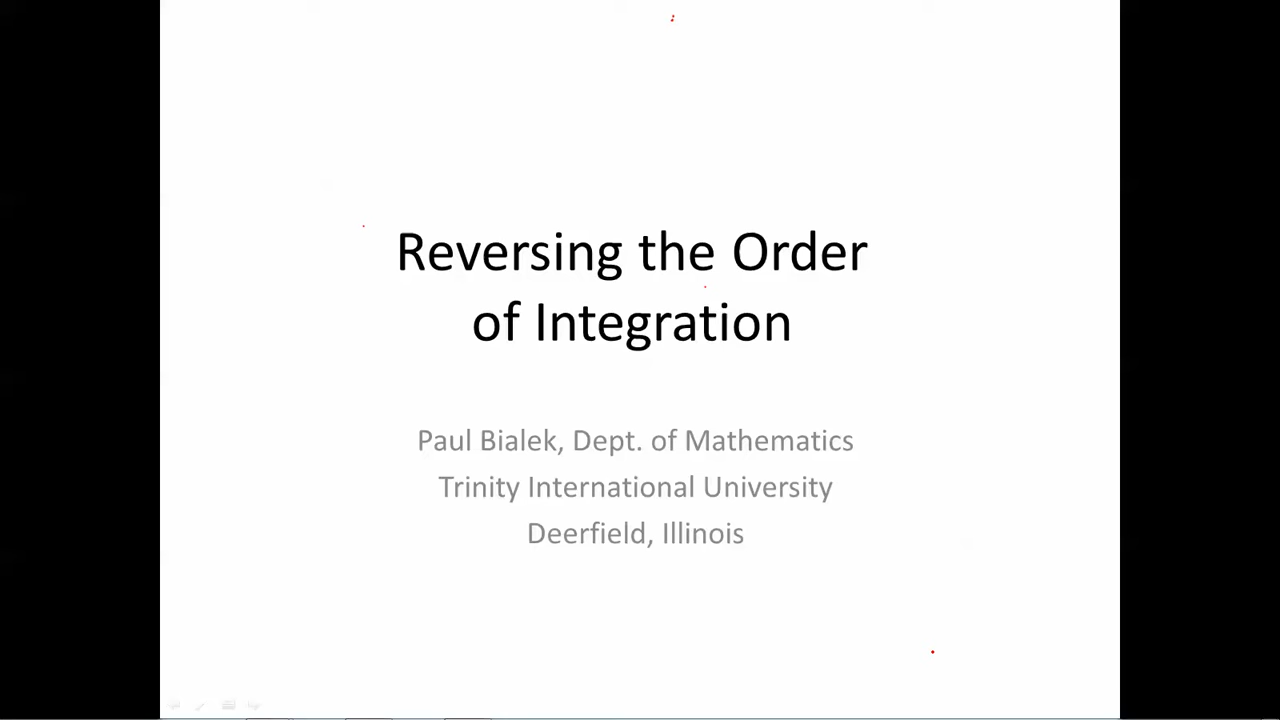 Reversing the Order
of Integration
Paul Bialek, Dept. of Mathematics
Trinity International University
Deerfield, Illinois